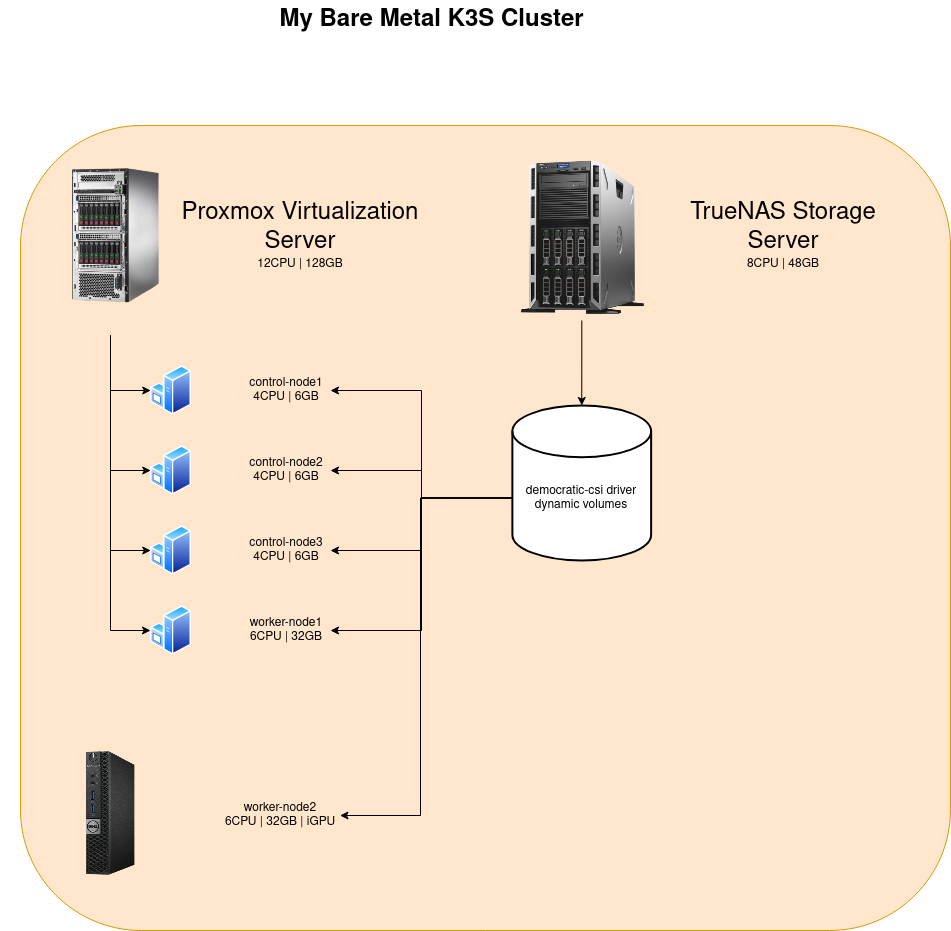 My Bare Metal K3S Cluster
Proxmox Virtualization
Server
12CPU | 128GB
TrueNAS Storage
Server
8CPU | 48GB
control-node1
4CPU | 6GB
control-node2
4CPU | 6GB
democratic-csi driver
dynamic volumes
control-node3
4CPU | 6GB
worker-node1
6CPU | 32GB
worker-node2
6CPU | 32GB | iGPU
DELL